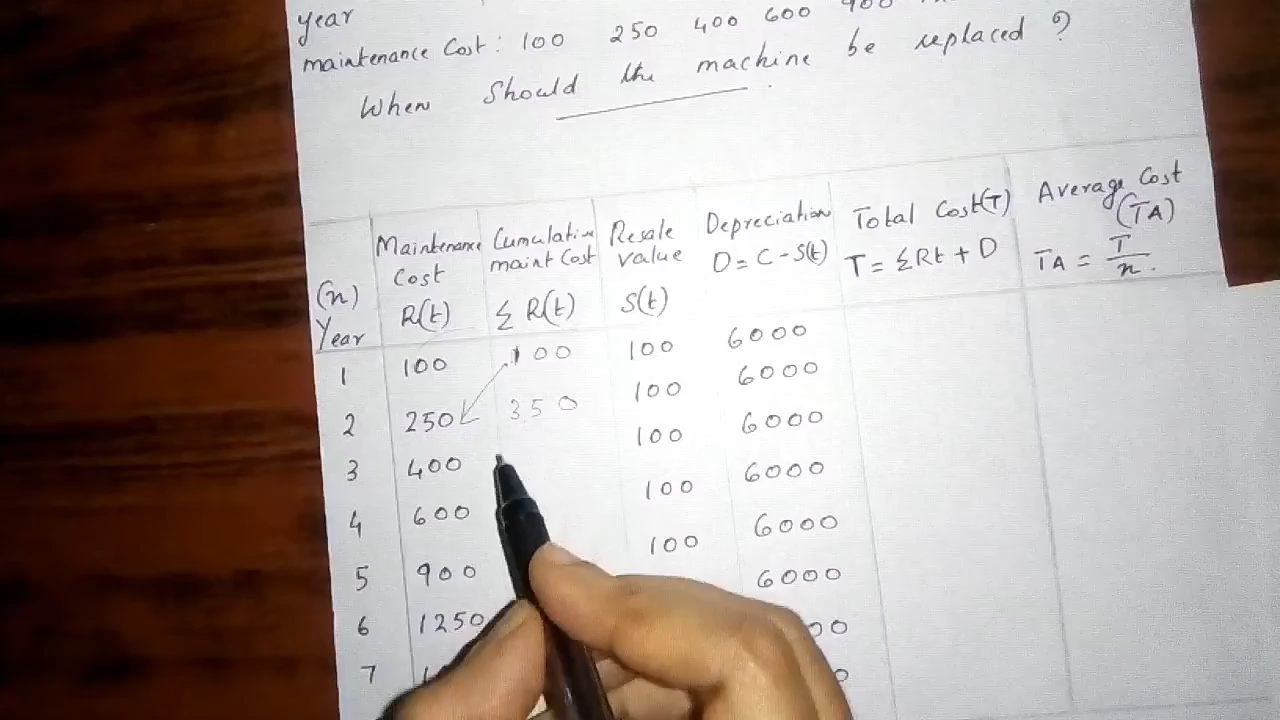 year
maintenance Cost : 100 250 400 600 900
When should the machine be replaced ?
(n) Year
Maintenance Cost R(t)
Cumulative maint Cost Σ R(t)
Resale value S(t)
Depreciation D = C - S(t)
Total Cost(T) T = ΣRt + D
Average Cost (TA) TA = T/n.
1 100 100 100 6000
2 250 350 100 6000
3 400 100 6000
4 600 100 6000
5 900 100 6000
6 1250 6000
7